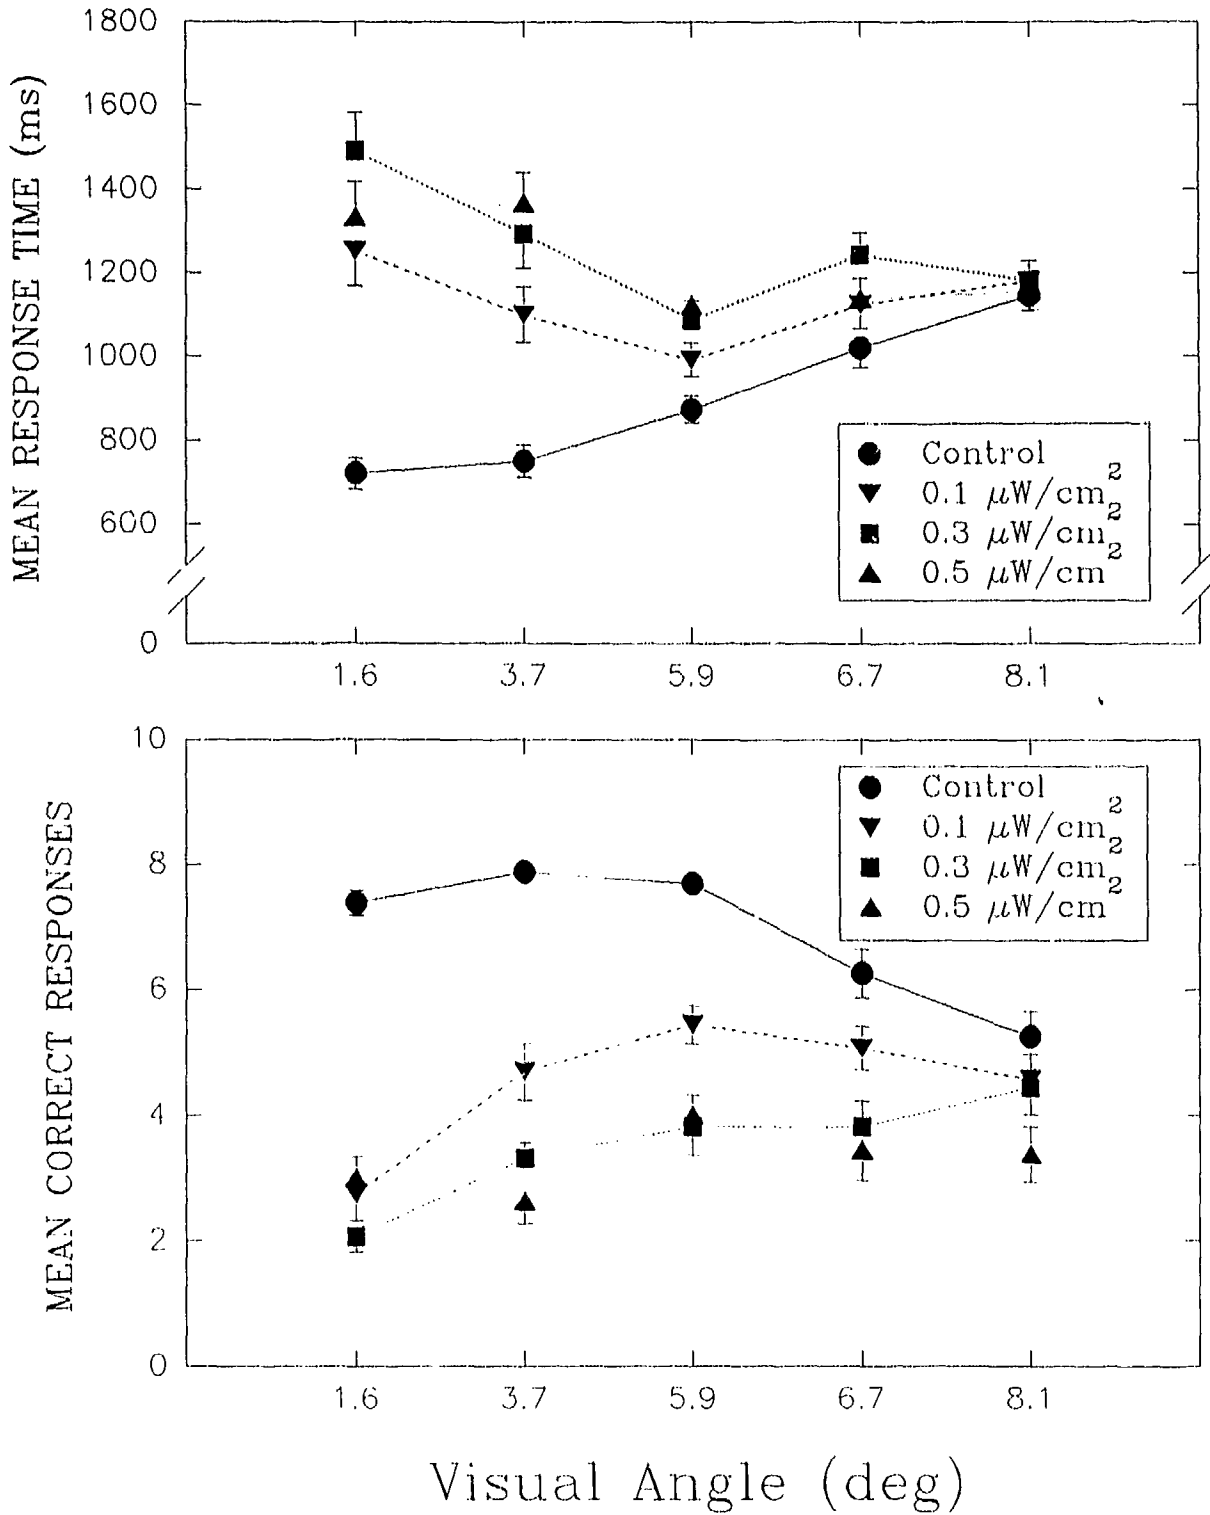 1800
1600
1400
1200
1000
800
600
0
MEAN RESPONSE TIME (ms)
Control
0.1 μW/cm²
0.3 μW/cm²
0.5 μW/cm²
1.6 3.7 5.9 6.7 8.1
10
8
6
4
2
0
MEAN CORRECT RESPONSES
Control
0.1 μW/cm²
0.3 μW/cm²
0.5 μW/cm²
1.6 3.7 5.9 6.7 8.1
Visual Angle (deg)